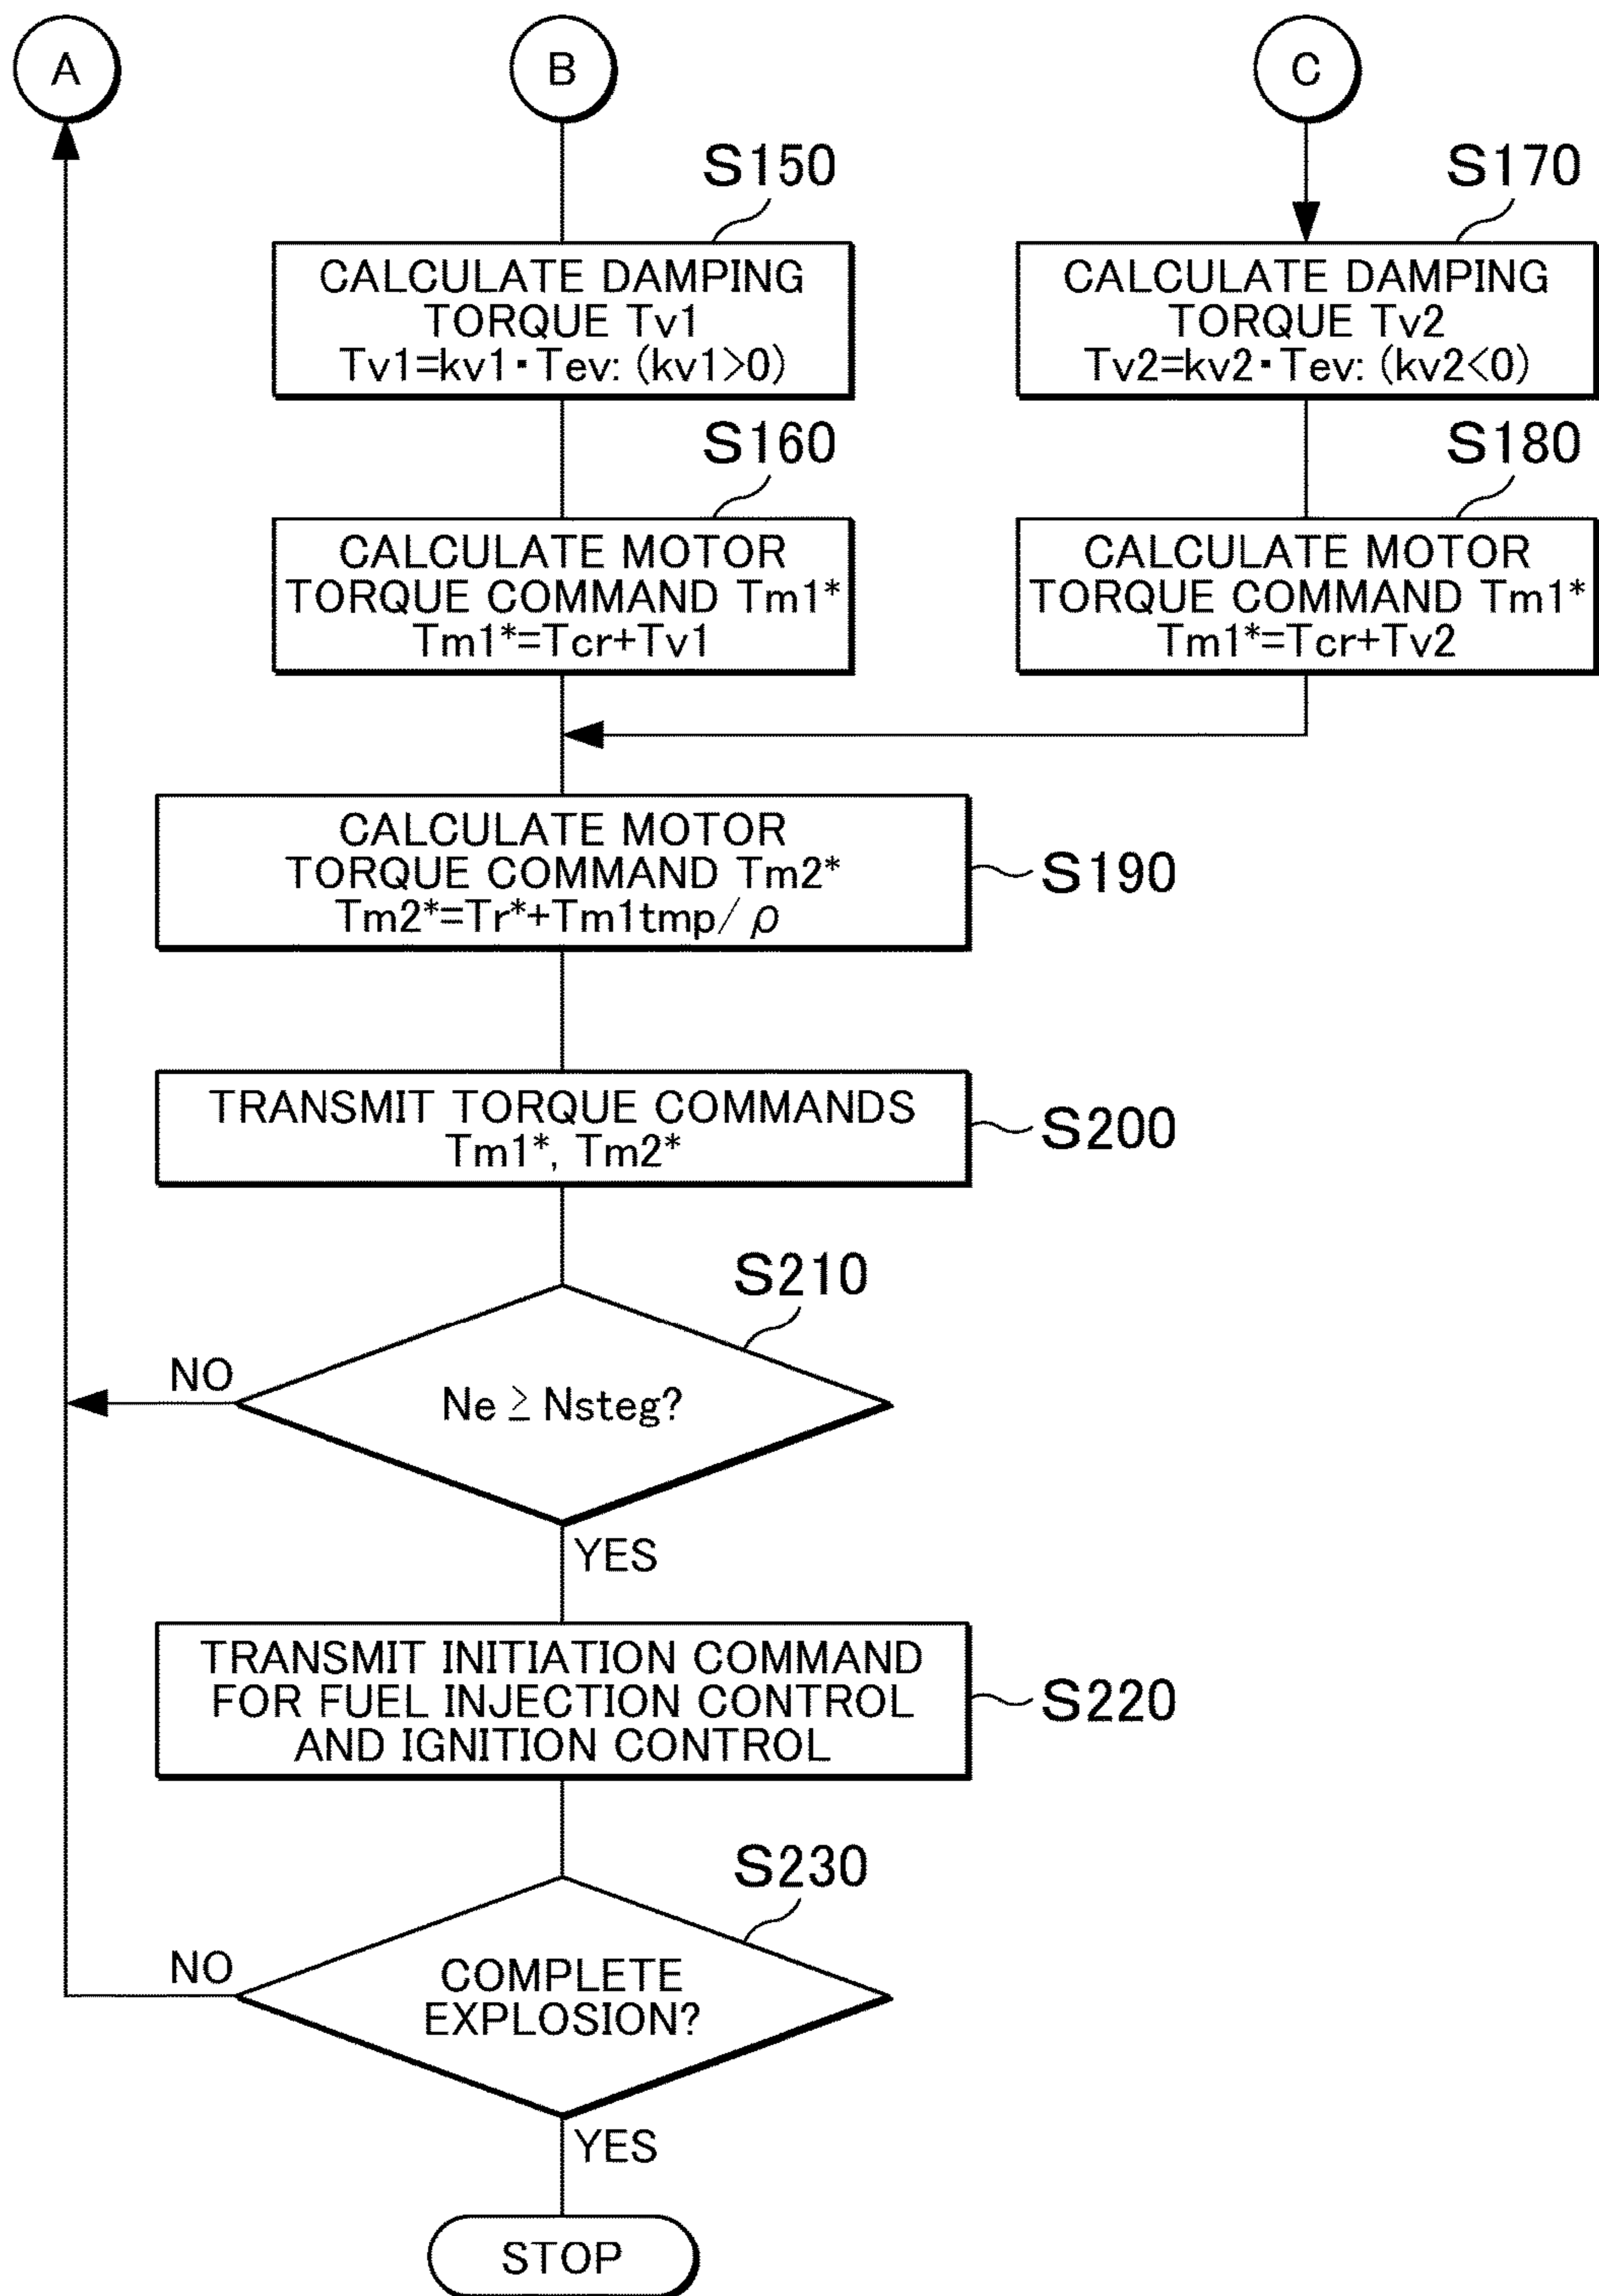 A
B
C
S150
CALCULATE DAMPING
TORQUE Tv1
Tv1=kv1・Tev: (kv1>0)
S170
CALCULATE DAMPING
TORQUE Tv2
Tv2=kv2・Tev: (kv2<0)
S160
CALCULATE MOTOR
TORQUE COMMAND Tm1*
Tm1*=Tcr+Tv1
S180
CALCULATE MOTOR
TORQUE COMMAND Tm1*
Tm1*=Tcr+Tv2
CALCULATE MOTOR
TORQUE COMMAND Tm2*
Tm2*=Tr*+Tm1tmp/ρ
S190
TRANSMIT TORQUE COMMANDS
Tm1*, Tm2*
S200
S210
NO
Ne ≥ Nsteg?
YES
TRANSMIT INITIATION COMMAND
FOR FUEL INJECTION CONTROL
AND IGNITION CONTROL
S220
S230
NO
COMPLETE
EXPLOSION?
YES
STOP